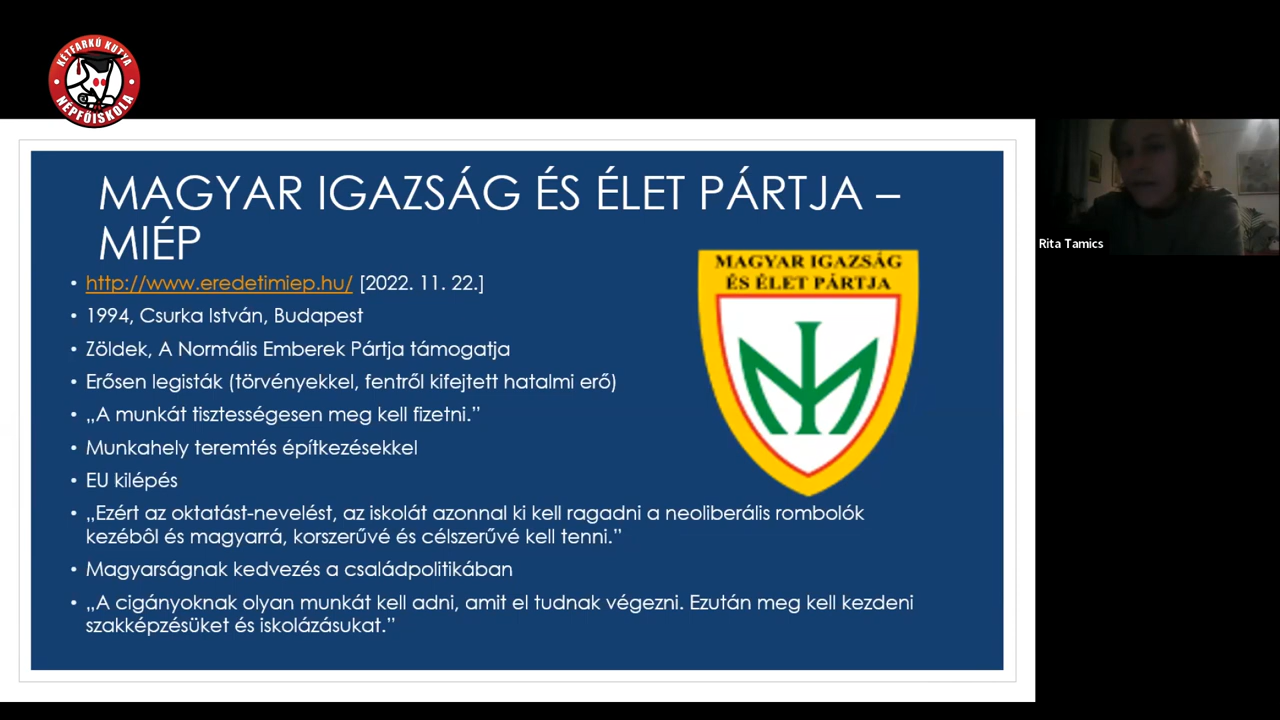 KÉTFARKÚ KUTYA
NÉPFŐISKOLA
MAGYAR IGAZSÁG ÉS ÉLET PÁRTJA –
MIÉP
• http://www.eredetimiep.hu/ [2022. 11. 22.]
• 1994, Csurka István, Budapest
• Zöldek, A Normális Emberek Pártja támogatja
• Erősen legisták (törvényekkel, fentről kifejtett hatalmi erő)
• „A munkát tisztességesen meg kell fizetni.”
• Munkahely teremtés építkezésekkel
• EU kilépés
• „Ezért az oktatást-nevelést, az iskolát azonnal ki kell ragadni a neoliberális rombolók
kezébôl és magyarrá, korszerűvé és célszerűvé kell tenni.”
• Magyarságnak kedvezés a családpolitikában
• „A cigányoknak olyan munkát kell adni, amit el tudnak végezni. Ezután meg kell kezdeni
szakképzésüket és iskolázásukat.”
MAGYAR IGAZSÁG
ÉS ÉLET PÁRTJA
Rita Tamics